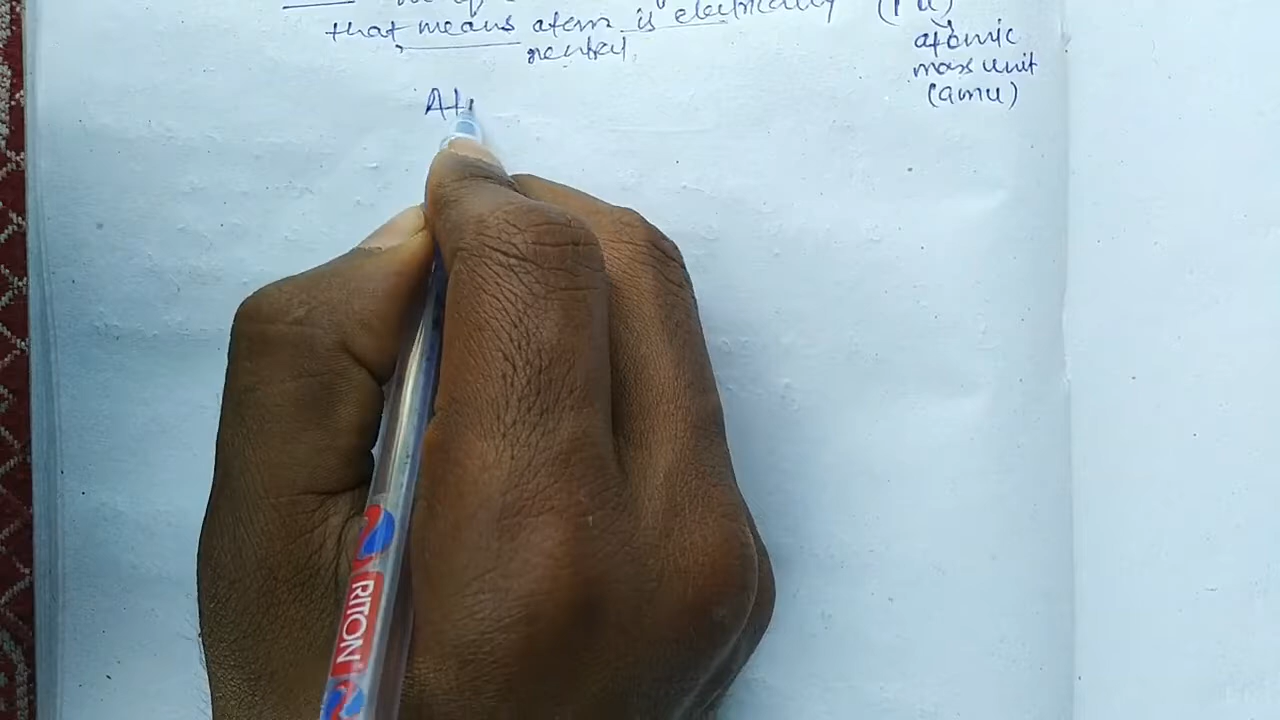 that means atom is electrically
neutral.
atomic
mass unit
(amu)
At
RITON